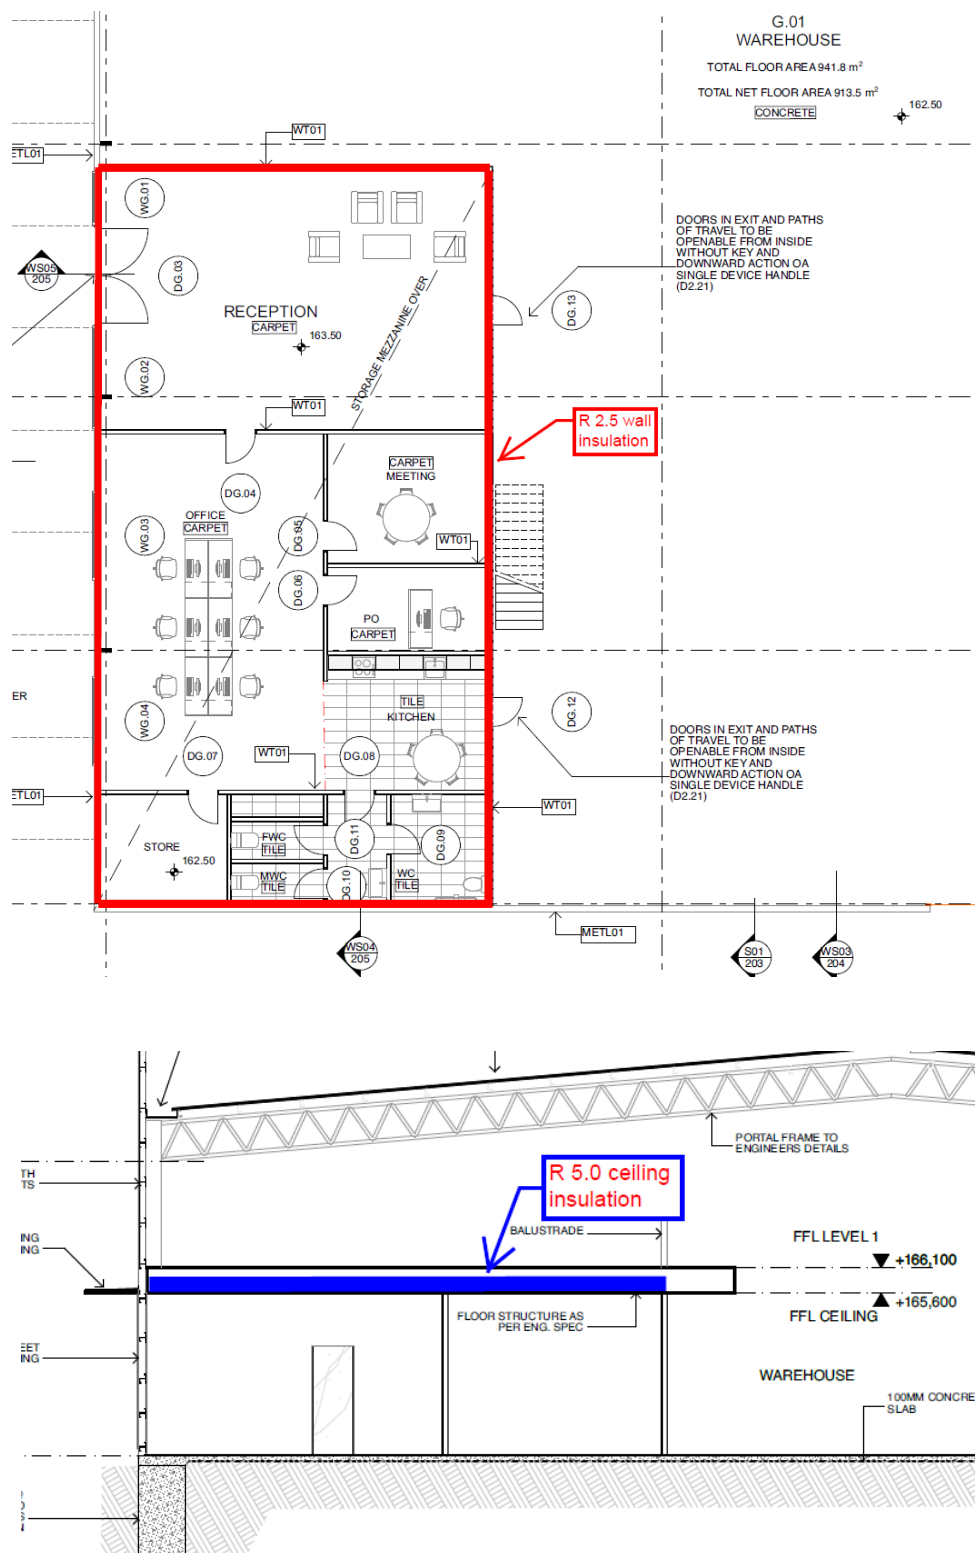 G.01
WAREHOUSE
TOTAL FLOOR AREA 941.8 m²
TOTAL NET FLOOR AREA 913.5 m²
CONCRETE
162.50
WT01
ETL01
WG.01
DOORS IN EXIT AND PATHS
OF TRAVEL TO BE
OPENABLE FROM INSIDE
WITHOUT KEY AND
DOWNWARD ACTION OA
SINGLE DEVICE HANDLE
(D2.21)
WS05
205
DG.03
DG.13
RECEPTION
CARPET
163.50
STORAGE MEZZANINE OVER
WG.02
WT01
R 2.5 wall
insulation
CARPET
MEETING
DG.04
OFFICE
CARPET
WG.03
DG.05
WT01
DG.06
PO
CARPET
ER
TILE
KITCHEN
WG.04
DG.12
DOORS IN EXIT AND PATHS
OF TRAVEL TO BE
OPENABLE FROM INSIDE
WITHOUT KEY AND
DOWNWARD ACTION OA
SINGLE DEVICE HANDLE
(D2.21)
DG.07
WT01
DG.08
ETL01
WT01
STORE
162.50
FWC
TILE
DG.11
DG.09
MWC
TILE
DG.10
WC
TILE
METL01
WS04
205
S01
203
WS03
204
PORTAL FRAME TO
ENGINEERS DETAILS
TH
TS
R 5.0 ceiling
insulation
BALUSTRADE
NG
NG
FFL LEVEL 1
+166,100
+165,600
FFL CEILING
FLOOR STRUCTURE AS
PER ENG. SPEC
EET
NG
WAREHOUSE
100MM CONCRE
SLAB